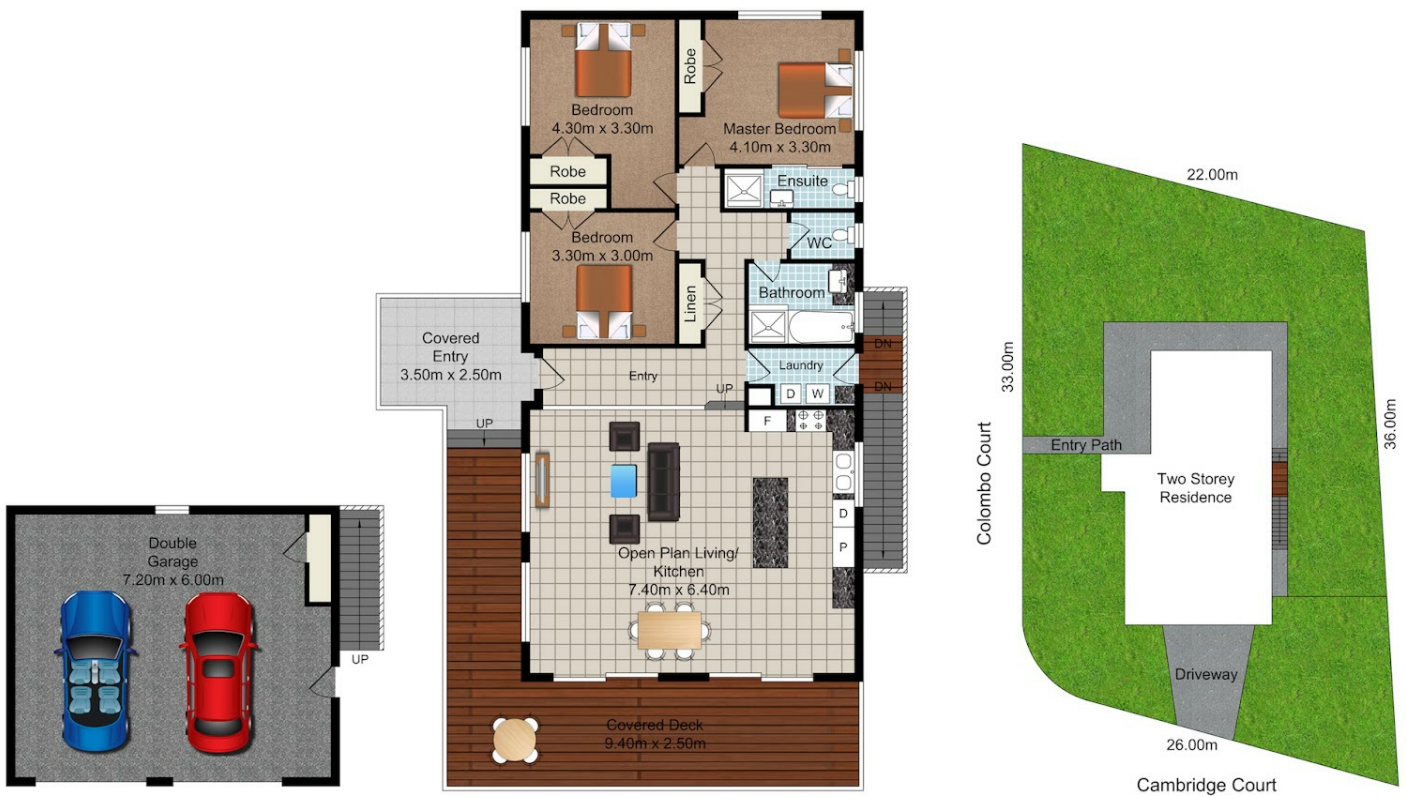 Bedroom
4.30m x 3.30m
Robe
Robe
Robe
Master Bedroom
4.10m x 3.30m
Ensuite
WC
Bedroom
3.30m x 3.00m
Linen
Bathroom
DN
DN
Laundry
D
W
Covered
Entry
3.50m x 2.50m
UP
Entry
UP
F
D
P
Open Plan Living/
Kitchen
7.40m x 6.40m
Covered Deck
9.40m x 2.50m
Double
Garage
7.20m x 6.00m
UP
22.00m
33.00m
36.00m
Colombo Court
Entry Path
Two Storey
Residence
Driveway
26.00m
Cambridge Court